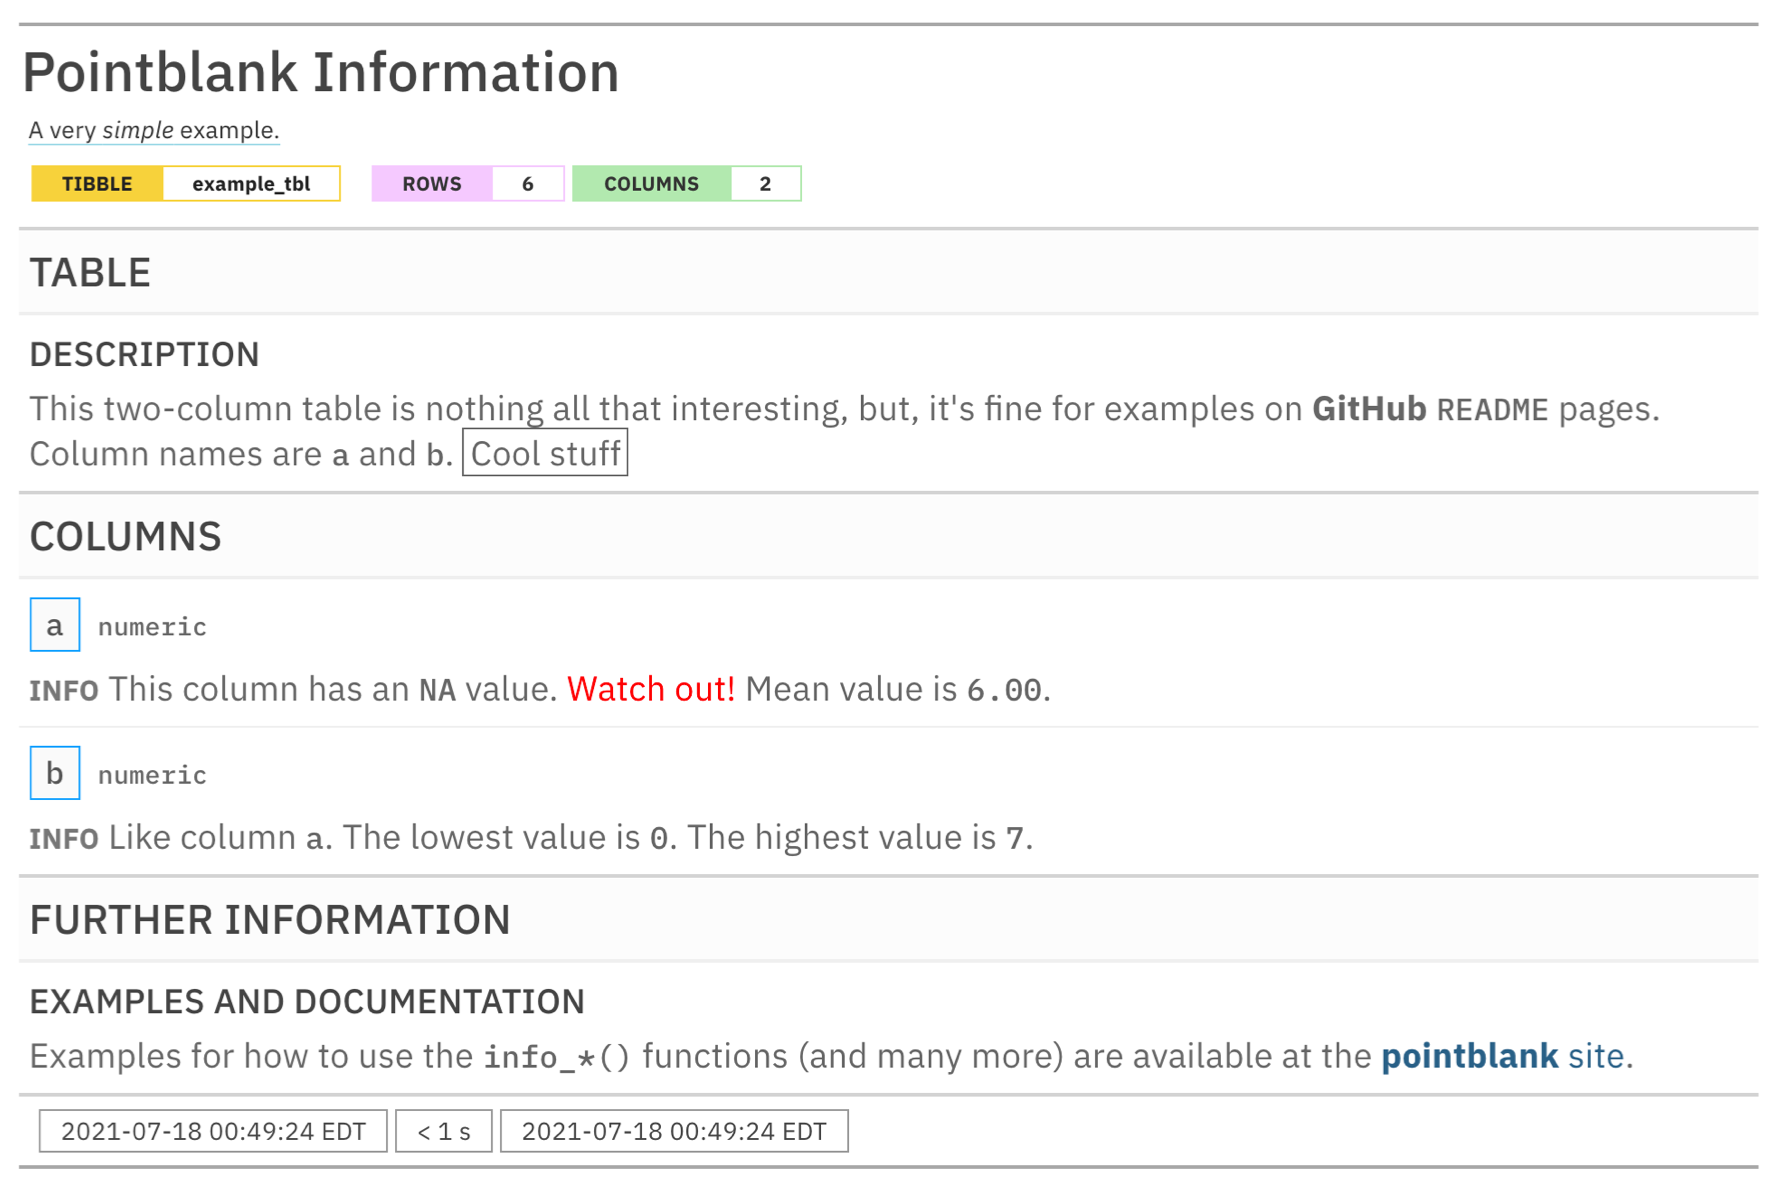 Pointblank Information
A very simple example.
TIBBLE example_tbl ROWS 6 COLUMNS 2
TABLE
DESCRIPTION
This two-column table is nothing all that interesting, but, it's fine for examples on GitHub README pages.
Column names are a and b. Cool stuff
COLUMNS
a numeric
INFO This column has an NA value. Watch out! Mean value is 6.00.
b numeric
INFO Like column a. The lowest value is 0. The highest value is 7.
FURTHER INFORMATION
EXAMPLES AND DOCUMENTATION
Examples for how to use the info_*() functions (and many more) are available at the pointblank site.
2021-07-18 00:49:24 EDT < 1 s 2021-07-18 00:49:24 EDT